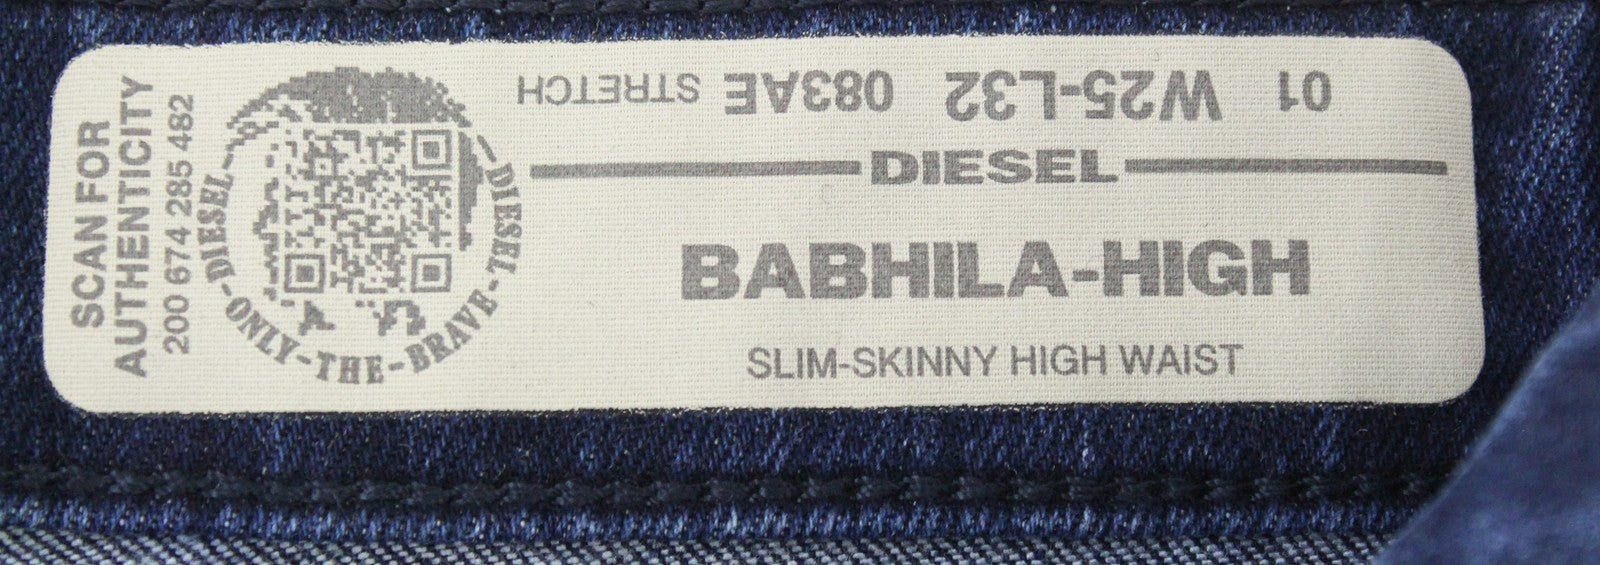 SCAN FOR
AUTHENTICITY
200 674 285 482
DIESEL-ONLY-THE-BRAVE-DIESEL
01 W25-L32 083AE STRETCH
DIESEL
BABHILA-HIGH
SLIM-SKINNY HIGH WAIST